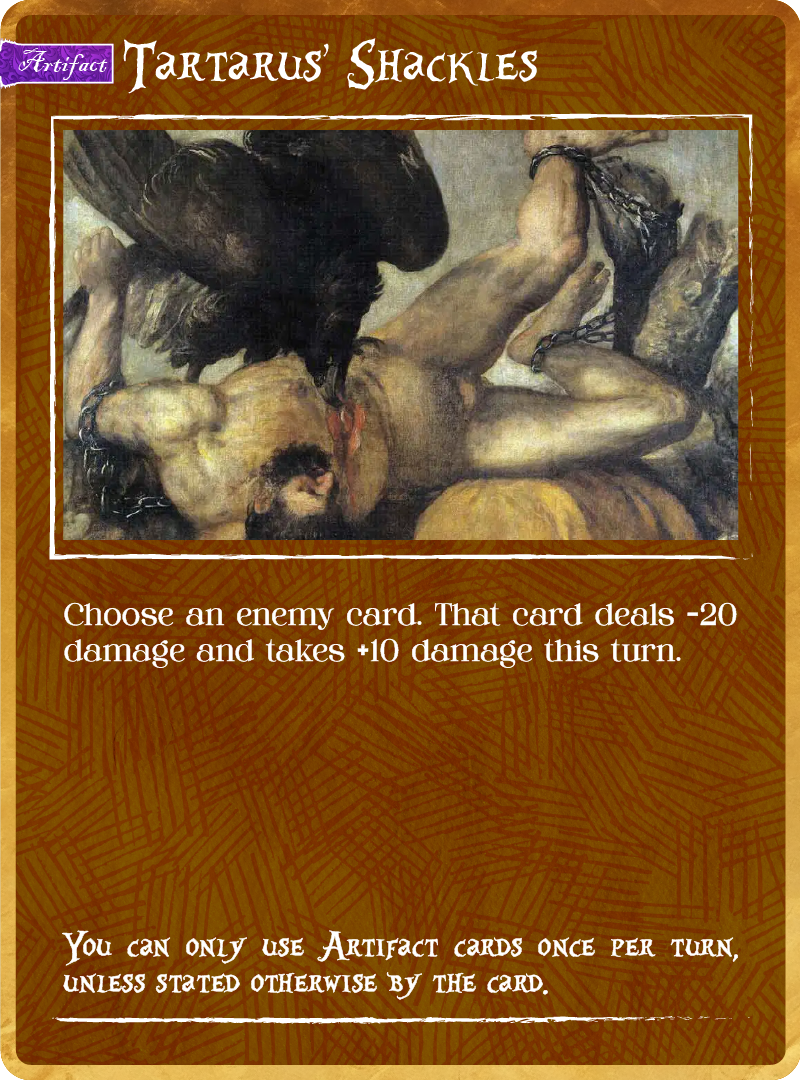 Artifact
Tartarus' Shackles
Choose an enemy card. That card deals -20
damage and takes +10 damage this turn.
You can only use Artifact cards once per turn,
unless stated otherwise by the card.